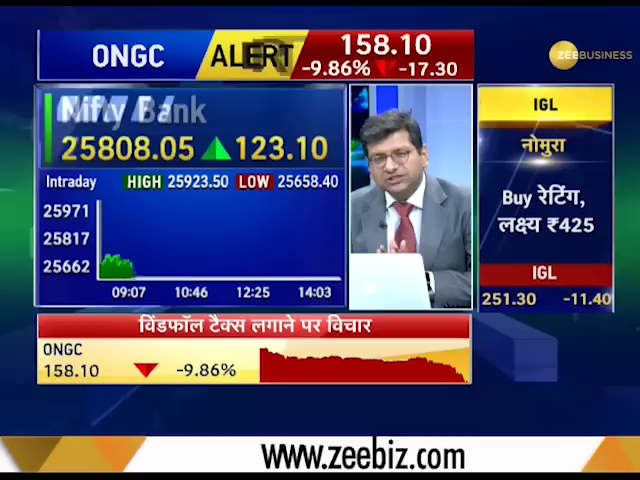 ONGC
ALERT
158.10
-9.86% -17.30
ZEE BUSINESS
Nifty Bank
25808.05 123.10
Intraday HIGH 25923.50 LOW 25658.40
25971
25817
25662
09:07 10:46 12:25 14:03
IGL
नोमुरा
Buy रेटिंग,
लक्ष्य ₹425
IGL
251.30 -11.40
विंडफॉल टैक्स लगाने पर विचार
ONGC
158.10 -9.86%
www.zeebiz.com